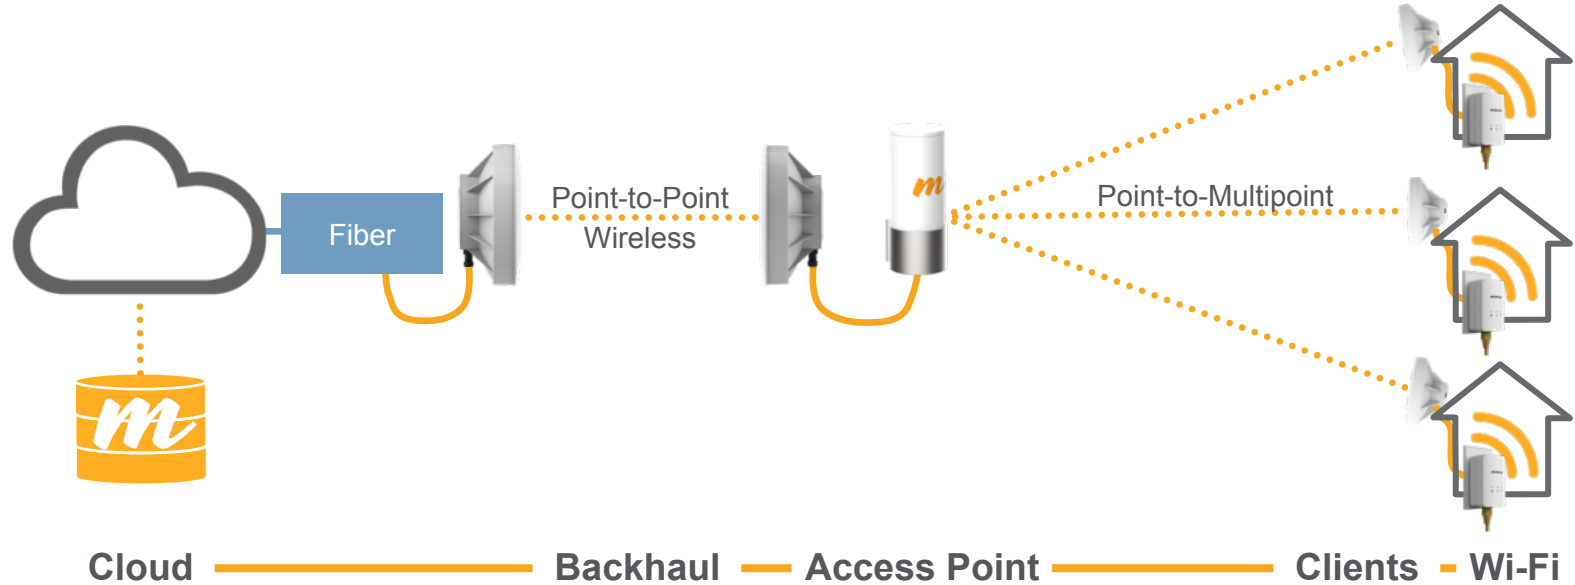 Fiber
Point-to-Point
Wireless
m
m
Point-to-Multipoint
Cloud
Backhaul
Access Point
Clients
Wi-Fi